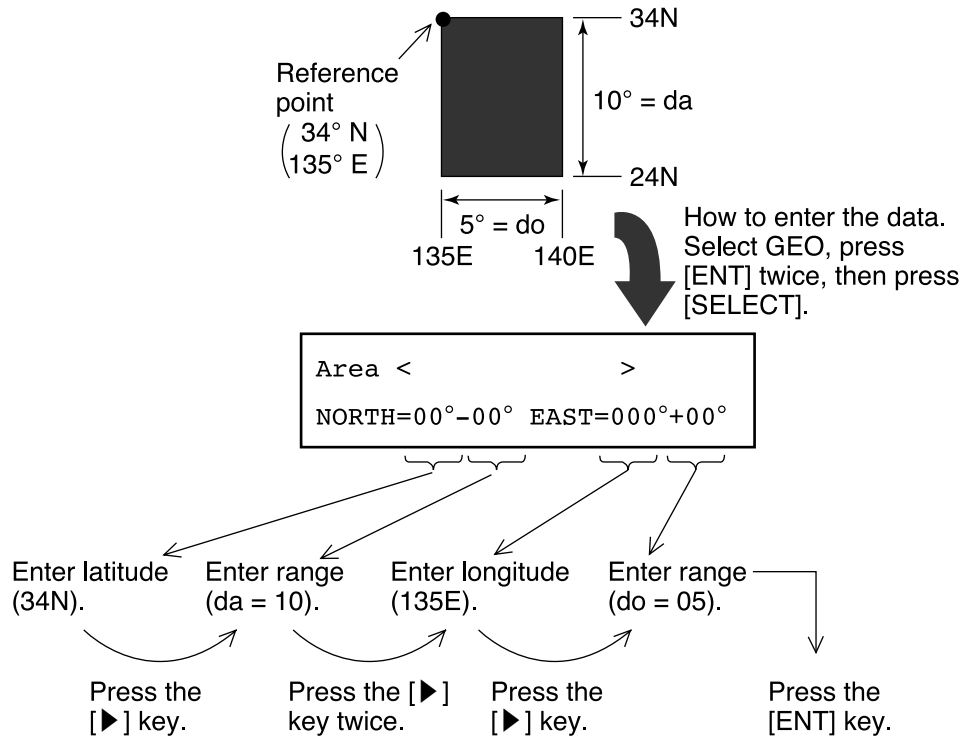 34N
Reference
point
( 34° N
135° E )
10° = da
24N
5° = do
135E 140E
How to enter the data.
Select GEO, press
[ENT] twice, then press
[SELECT].
Area < >
NORTH=00°-00° EAST=000°+00°
Enter latitude
(34N).
Enter range
(da = 10).
Enter longitude
(135E).
Enter range
(do = 05).
Press the
[▶] key.
Press the [▶]
key twice.
Press the
[▶] key.
Press the
[ENT] key.